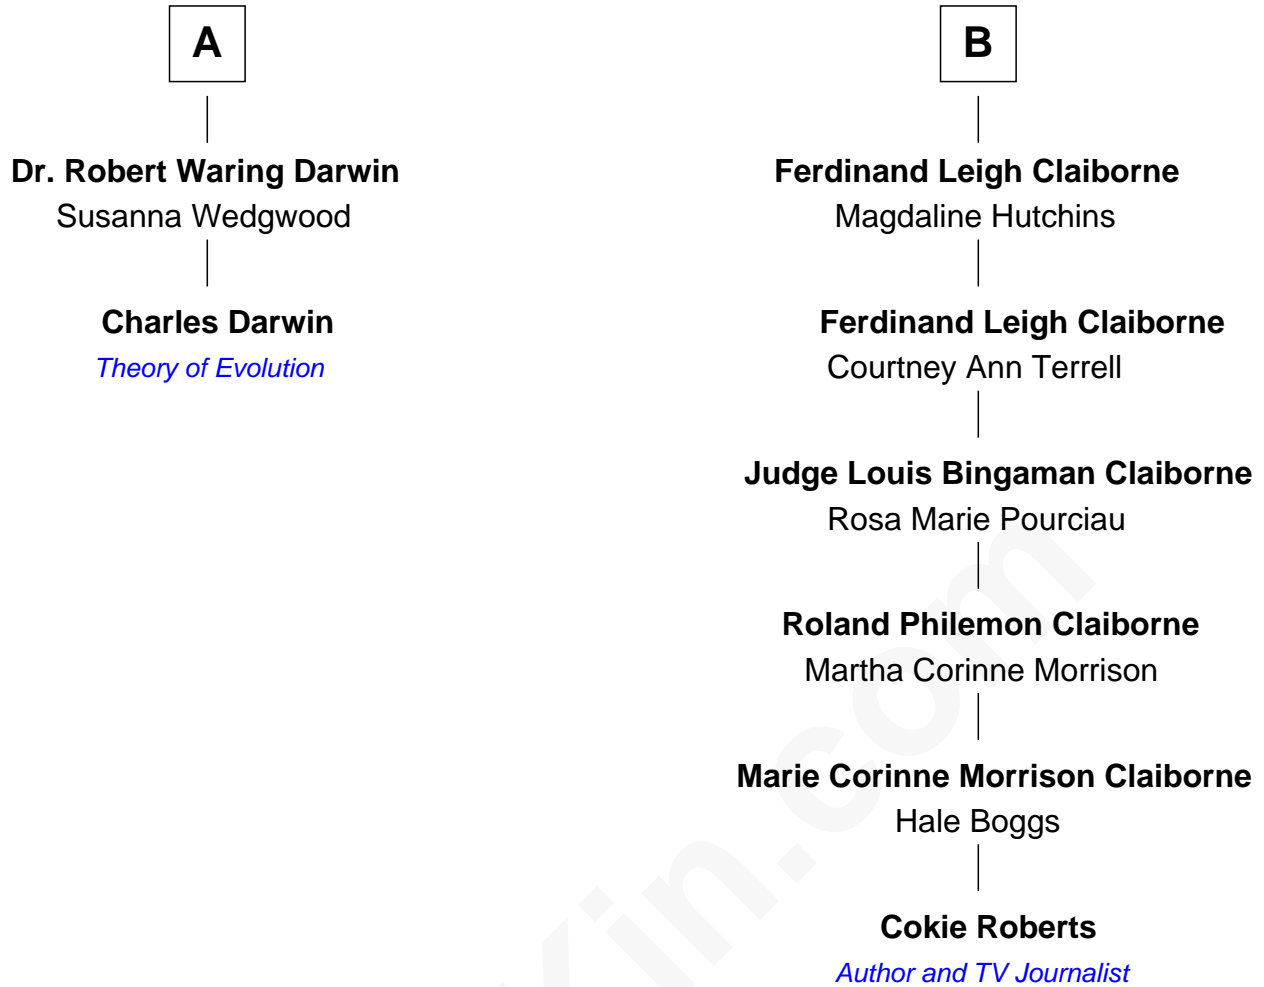 A
Dr. Robert Waring Darwin
Susanna Wedgwood
Charles Darwin
Theory of Evolution
B
Ferdinand Leigh Claiborne
Magdaline Hutchins
Ferdinand Leigh Claiborne
Courtney Ann Terrell
Judge Louis Bingaman Claiborne
Rosa Marie Pourciau
Roland Philemon Claiborne
Martha Corinne Morrison
Marie Corinne Morrison Claiborne
Hale Boggs
Cokie Roberts
Author and TV Journalist
Kin.com